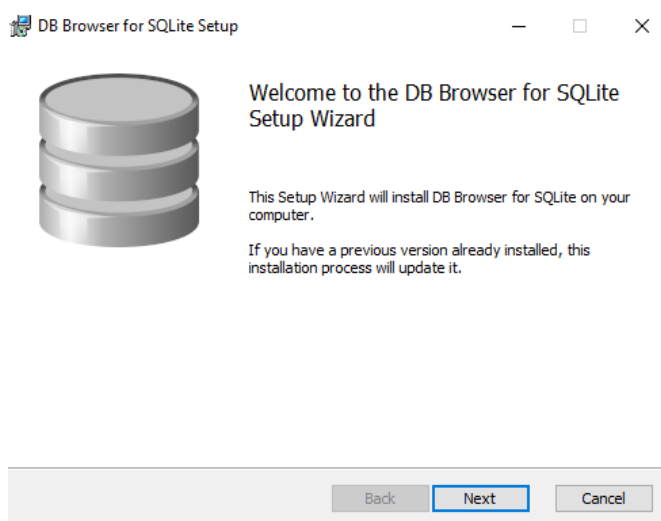 DB Browser for SQLite Setup
Welcome to the DB Browser for SQLite
Setup Wizard
This Setup Wizard will install DB Browser for SQLite on your
computer.
If you have a previous version already installed, this
installation process will update it.
Back Next Cancel